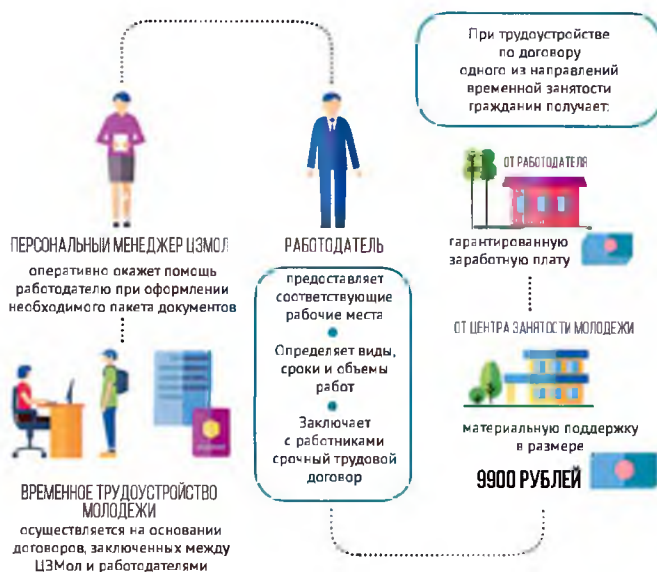 ПЕРСОНАЛЬНЫЙ МЕНЕДЖЕР ЦЗМОЛ
оперативно окажет помощь
работодателю при оформлении
необходимого пакета документов
ВРЕМЕННОЕ ТРУДОУСТРОЙСТВО
МОЛОДЕЖИ
осуществляется на основании
договоров, заключенных между
ЦЗМол и работодателями
РАБОТОДАТЕЛЬ
предоставляет
соответствующие
рабочие места
Определяет виды,
сроки и объемы
работ
Заключает
с работниками
срочный трудовой
договор
При трудоустройстве
по договору
одного из направлений
временной занятости
гражданин получает:
ОТ РАБОТОДАТЕЛЯ
гарантированную
заработную плату
ОТ ЦЕНТРА ЗАНЯТОСТИ МОЛОДЕЖИ
материальную поддержку
в размере
9900 РУБЛЕЙ